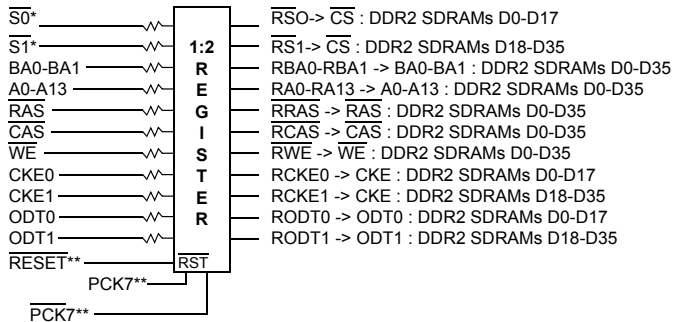 S0* RSO-> CS : DDR2 SDRAMs D0-D17
S1* 1:2 RS1-> CS : DDR2 SDRAMs D18-D35
BA0-BA1 R RBA0-RBA1 -> BA0-BA1 : DDR2 SDRAMs D0-D35
A0-A13 E RA0-RA13 -> A0-A13 : DDR2 SDRAMs D0-D35
RAS G RRAS -> RAS : DDR2 SDRAMs D0-D35
CAS I RCAS -> CAS : DDR2 SDRAMs D0-D35
WE S RWE -> WE : DDR2 SDRAMs D0-D35
CKE0 T RCKE0 -> CKE : DDR2 SDRAMs D0-D17
CKE1 E RCKE1 -> CKE : DDR2 SDRAMs D18-D35
ODT0 R RODT0 -> ODT0 : DDR2 SDRAMs D0-D17
ODT1 RODT1 -> ODT1 : DDR2 SDRAMs D18-D35
RESET** RST
PCK7**
PCK7**